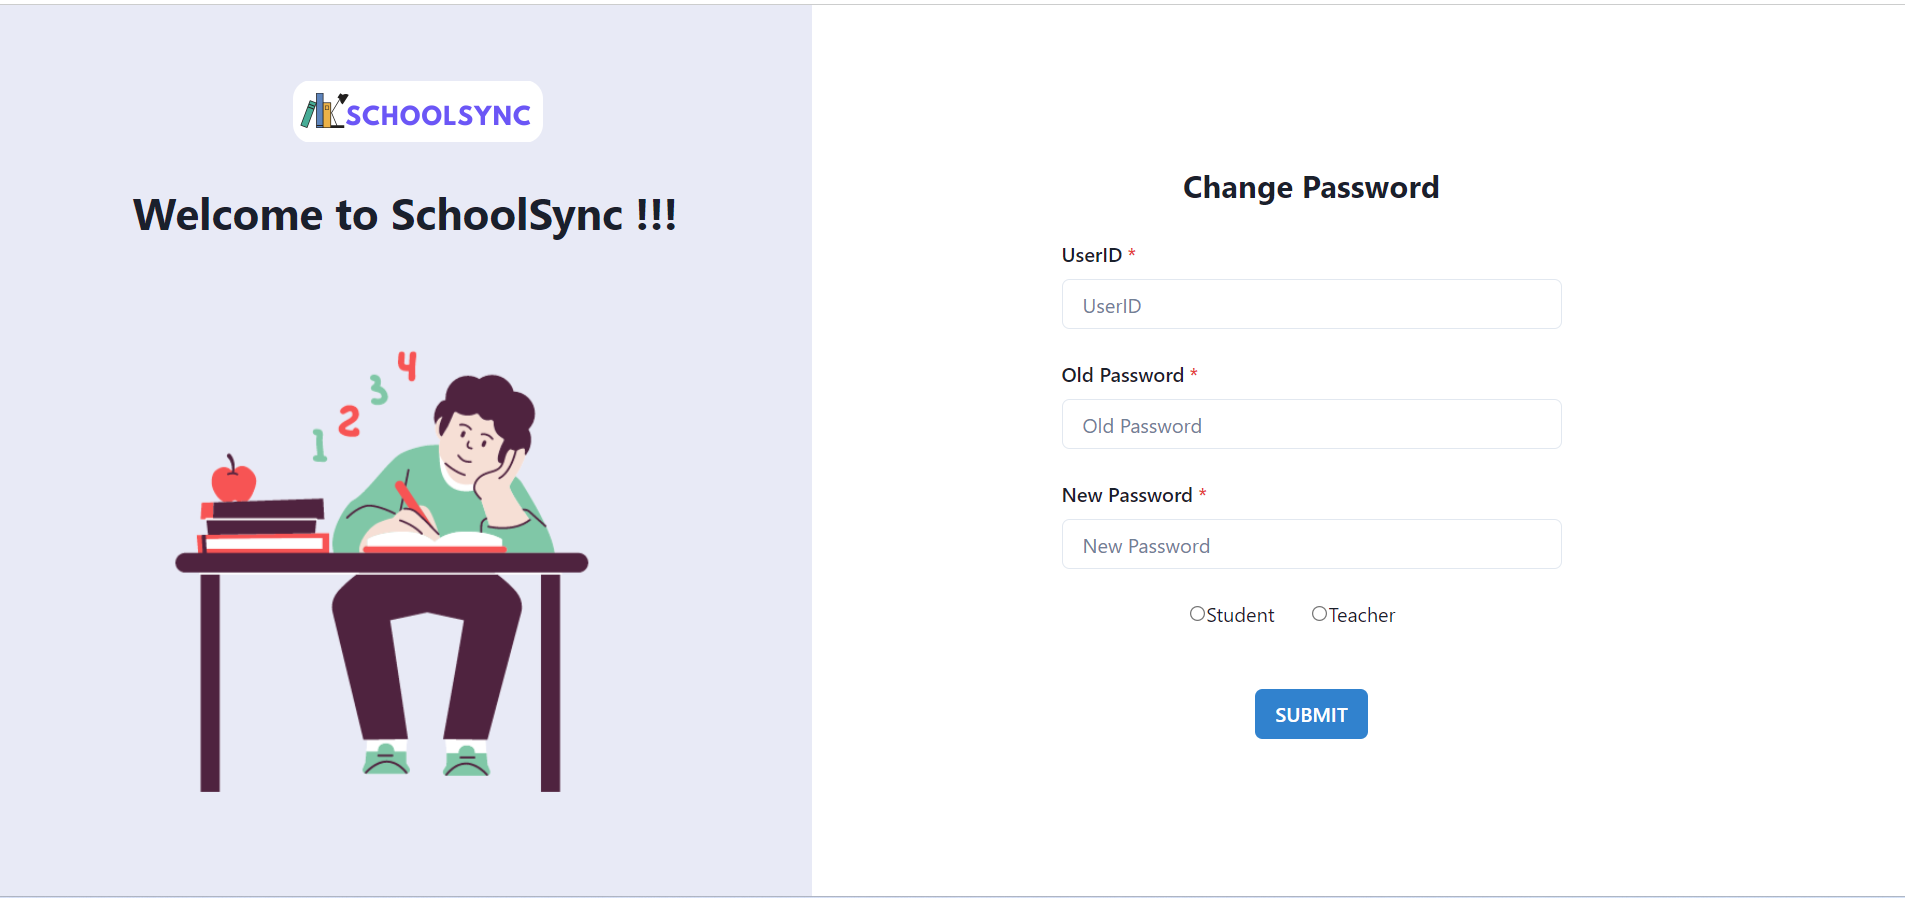 SCHOOLSYNC
Welcome to SchoolSync !!!
1
2
3
4
Change Password
UserID *
UserID
Old Password *
Old Password
New Password *
New Password
Student Teacher
SUBMIT